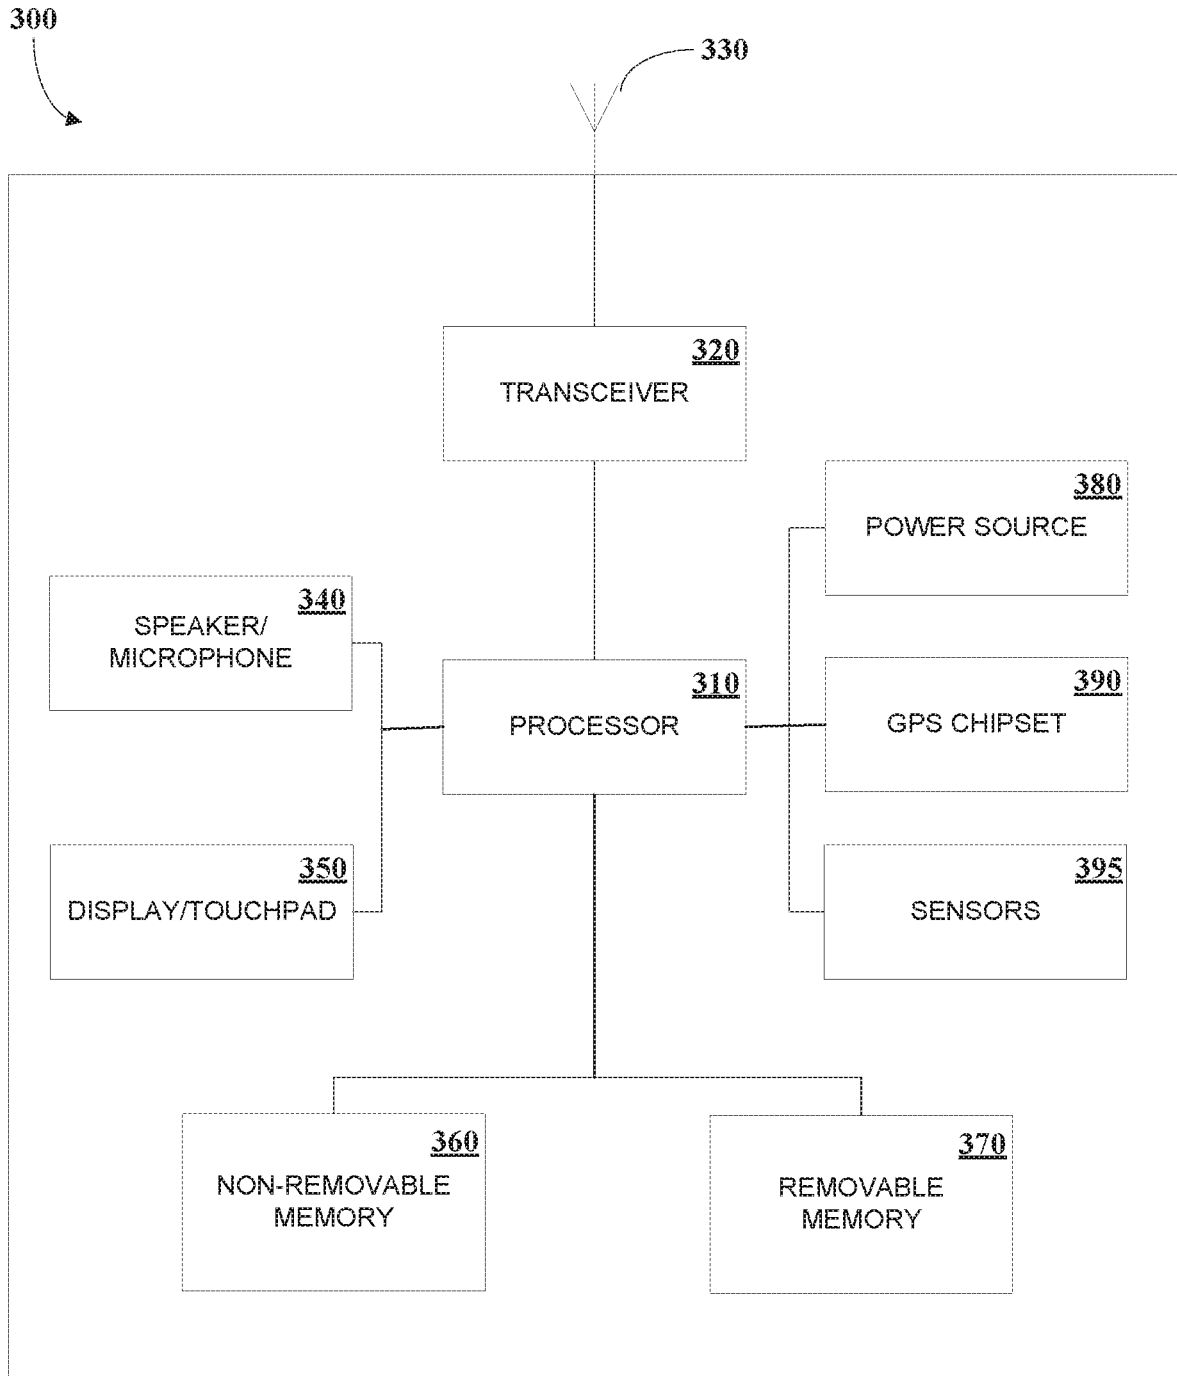 300
330
320
TRANSCEIVER
380
POWER SOURCE
340
SPEAKER/
MICROPHONE
310
PROCESSOR
390
GPS CHIPSET
350
DISPLAY/TOUCHPAD
395
SENSORS
360
NON-REMOVABLE
MEMORY
370
REMOVABLE
MEMORY